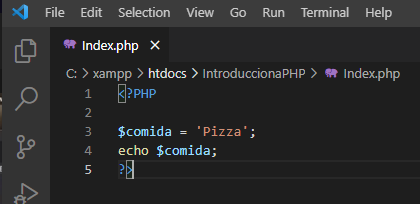 File Edit Selection View Go Run Terminal Help
Index.php ×
C: > xampp > htdocs > IntroduccionaPHP > Index.php
1 <?PHP
2
3 $comida = 'Pizza';
4 echo $comida;
5 ?>